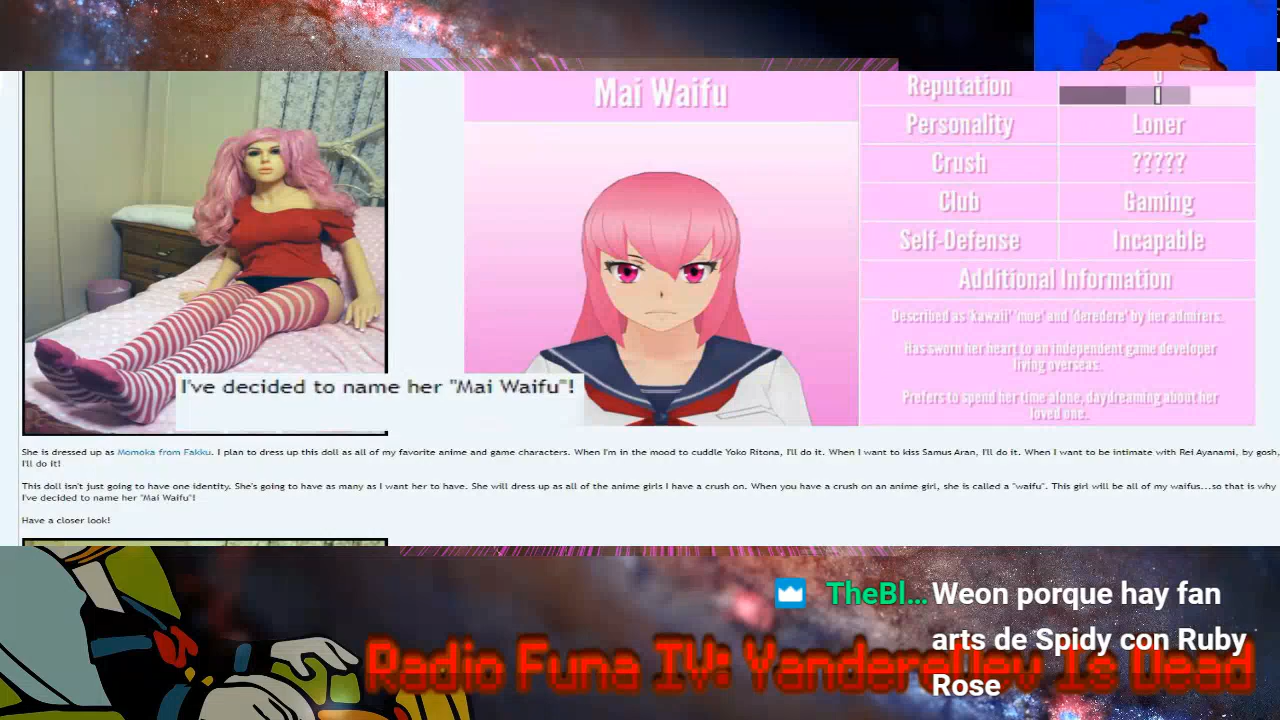 Mai Waifu
Reputation
0
Personality
Loner
Crush
?????
Club
Gaming
Self-Defense
Incapable
Additional Information
Described as 'kawaii' 'moe' and 'deredere' by her admirers.
Has sworn her heart to an independent game developer
living overseas.
Prefers to spend her time alone, daydreaming about her
loved one.
I've decided to name her "Mai Waifu"!
She is dressed up as Momoka from Fakku. I plan to dress up this doll as all of my favorite anime and game characters. When I'm in the mood to cuddle Yoko Ritona, I'll do it. When I want to kiss Samus Aran, I'll do it. When I want to be intimate with Rei Ayanami, by gosh,
I'll do it!
This doll isn't just going to have one identity. She's going to have as many as I want her to have. She will dress up as all of the anime girls I have a crush on. When you have a crush on an anime girl, she is called a "waifu". This girl will be all of my waifus...so that is why
I've decided to name her "Mai Waifu"!
Have a closer look!
TheBl... Weon porque hay fan
arts de Spidy con Ruby
Rose
Radio Funa IV: YandereDev Is Dead